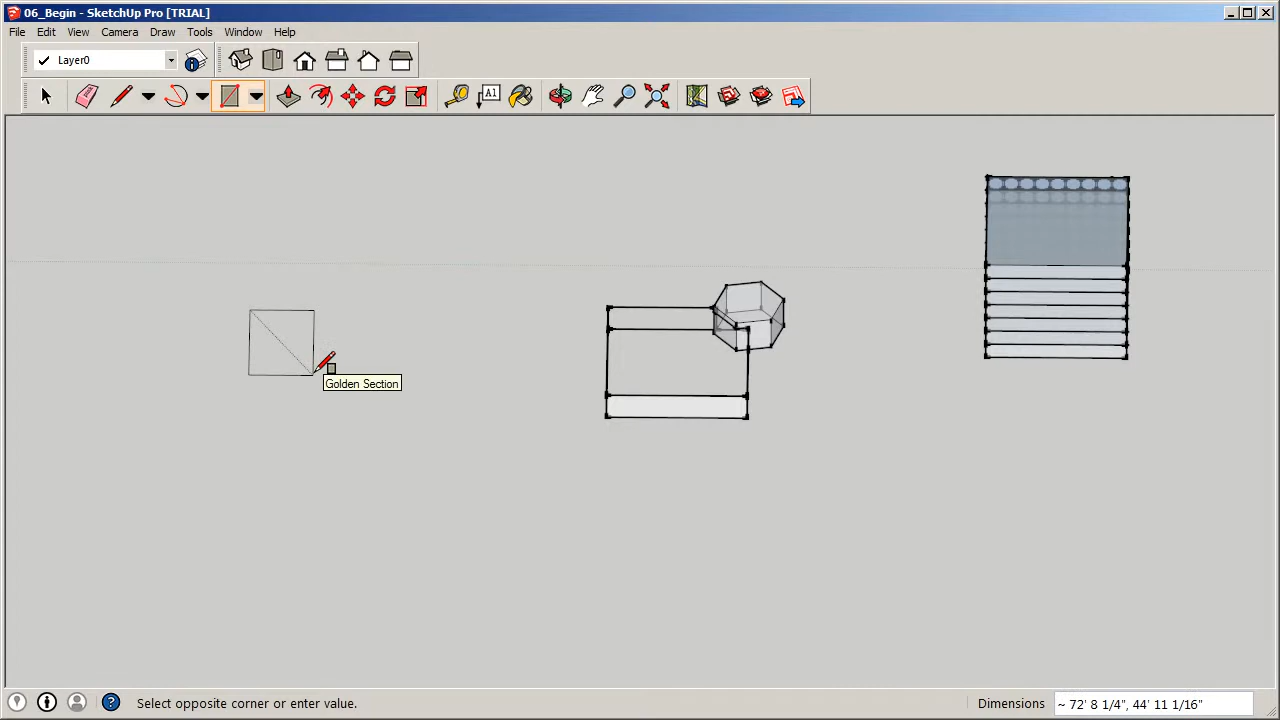 06_Begin - SketchUp Pro [TRIAL]
File Edit View Camera Draw Tools Window Help
Layer0
A1
Golden Section
Select opposite corner or enter value.
Dimensions ~ 72' 8 1/4", 44' 11 1/16"